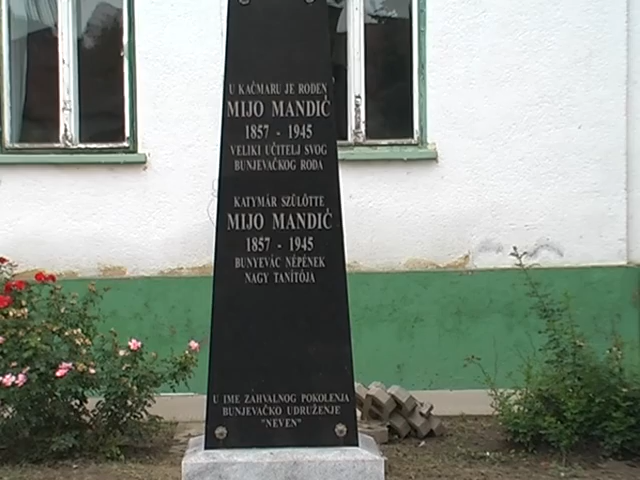 U KAČMARU JE ROĐEN
MIJO MANDIĆ
1857 - 1945
VELIKI UČITELJ SVOG
BUNJEVAČKOG RODA
KATYMÁR SZÜLÖTTE
MIJO MANDIĆ
1857 - 1945
BUNYEVÁC NÉPÉNEK
NAGY TANÍTÓJA
U IME ZAHVALNOG POKOLENJA
BUNJEVAČKO UDRUŽENJE
"NEVEN"